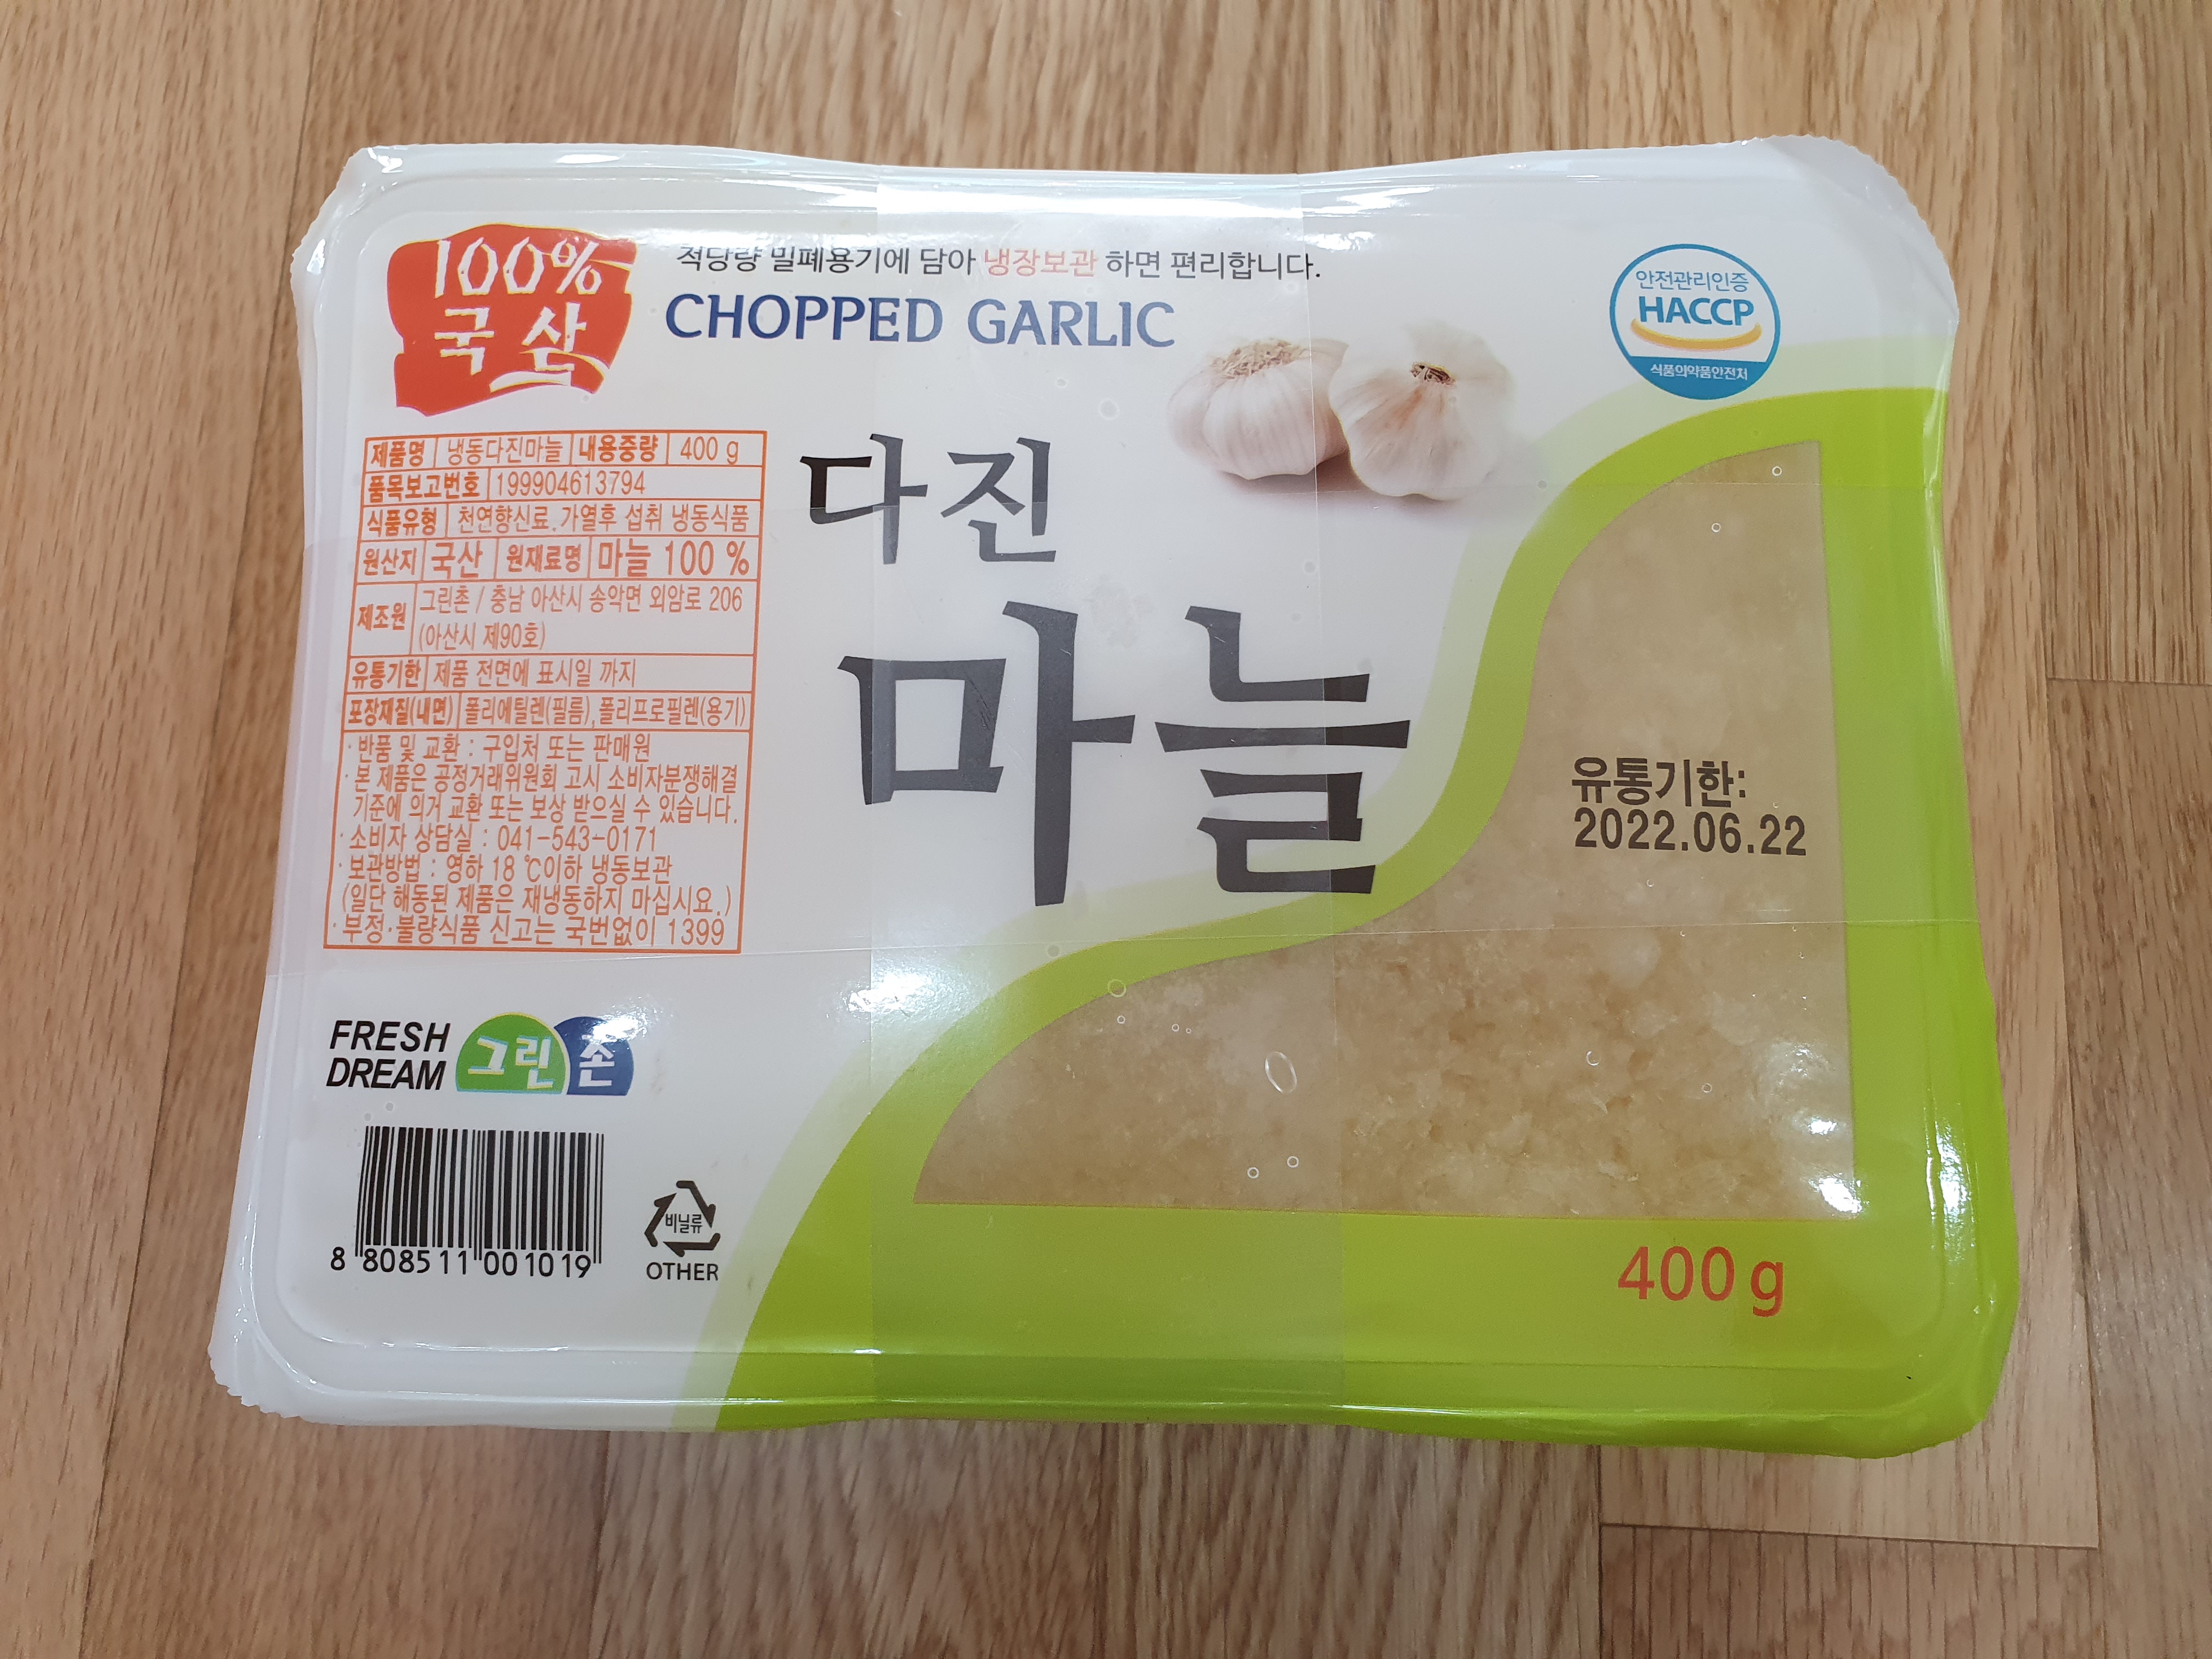 100%
국산
적당량 밀폐용기에 담아 냉장보관 하면 편리합니다.
CHOPPED GARLIC
안전관리인증
HACCP
식품의약품안전처
제품명 냉동다진마늘 내용중량 400 g
품목보고번호 199904613794
식품유형 천연향신료.가열후 섭취 냉동식품
원산지 국산 원재료명 마늘 100 %
제조원 그린촌 / 충남 아산시 송악면 외암로 206
(아산시 제90호)
유통기한 제품 전면에 표시일 까지
포장재질(내면) 폴리에틸렌(필름), 폴리프로필렌(용기)
· 반품 및 교환 : 구입처 또는 판매원
· 본 제품은 공정거래위원회 고시 소비자분쟁해결
기준에 의거 교환 또는 보상 받으실 수 있습니다.
· 소비자 상담실 : 041-543-0171
· 보관방법 : 영하 18 ℃이하 냉동보관
(일단 해동된 제품은 재냉동하지 마십시요.)
· 부정·불량식품 신고는 국번없이 1399
다진
마늘
유통기한:
2022.06.22
FRESH
DREAM
그린촌
8 808511 001019
비닐류
OTHER
400 g